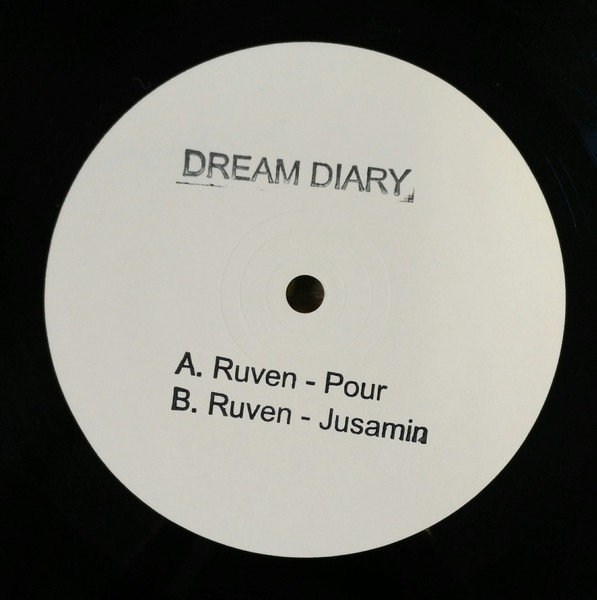 DREAM DIARY
A. Ruven - Pour
B. Ruven - Jusamin